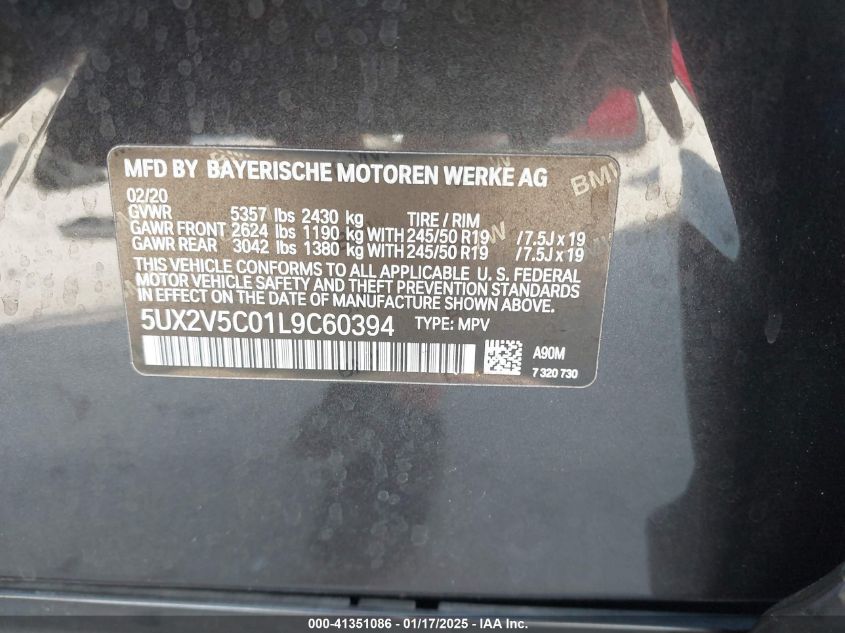 MFD BY BAYERISCHE MOTOREN WERKE AG
02/20
GVWR 5357 lbs 2430 kg TIRE / RIM
GAWR FRONT 2624 lbs 1190 kg WITH 245/50 R19 / 7.5J x 19
GAWR REAR 3042 lbs 1380 kg WITH 245/50 R19 / 7.5J x 19
THIS VEHICLE CONFORMS TO ALL APPLICABLE U. S. FEDERAL
MOTOR VEHICLE SAFETY AND THEFT PREVENTION STANDARDS
IN EFFECT ON THE DATE OF MANUFACTURE SHOWN ABOVE.
5UX2V5C01L9C60394 TYPE: MPV
A90M
7 320 730
BMW
000-41351086 - 01/17/2025 - IAA Inc.